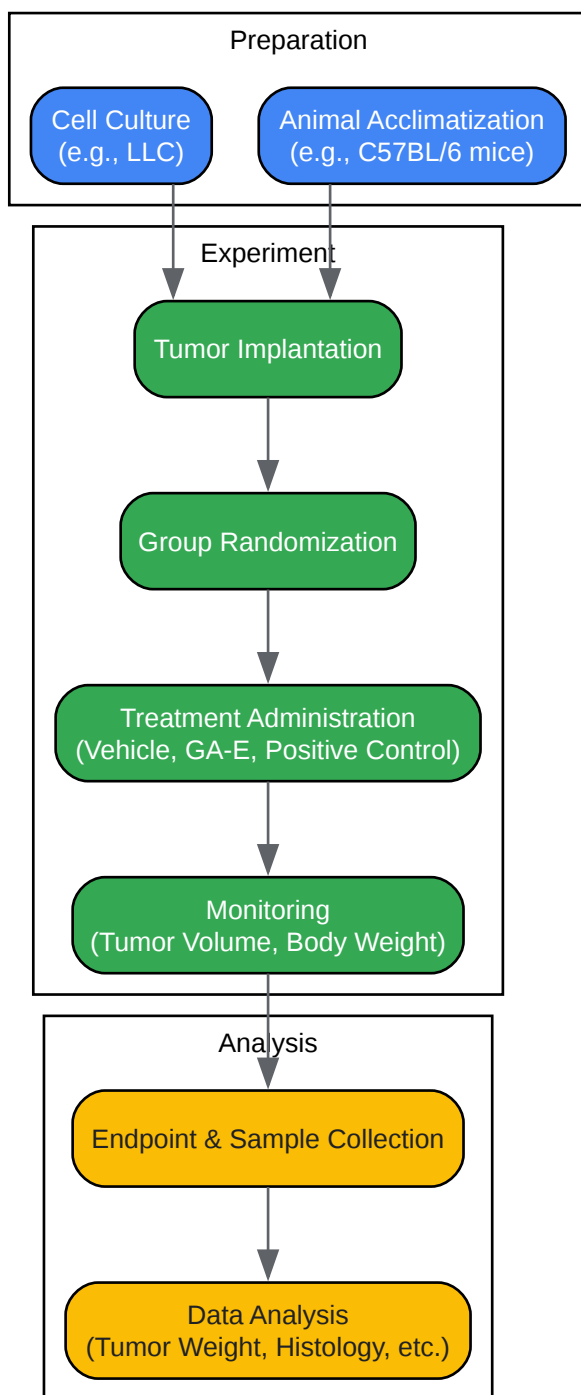 Preparation
Cell Culture
(e.g., LLC)
Animal Acclimatization
(e.g., C57BL/6 mice)
Experiment
Tumor Implantation
Group Randomization
Treatment Administration
(Vehicle, GA-E, Positive Control)
Monitoring
(Tumor Volume, Body Weight)
Analysis
Endpoint & Sample Collection
Data Analysis
(Tumor Weight, Histology, etc.)